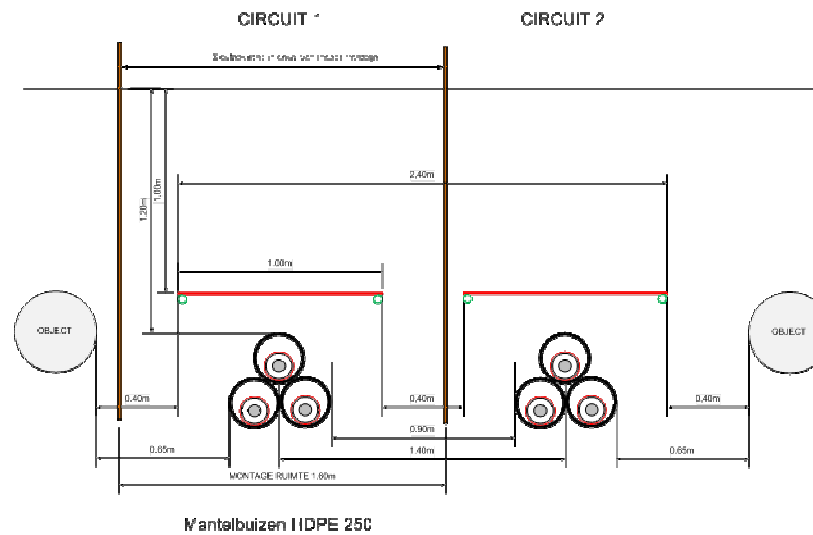 CIRCUIT 1
CIRCUIT 2
2,40m
1.20m
1.00m
1.00m
OBJECT
OBJECT
0.40m
0,40m
0,40m
0.90m
0.65m
1.40m
0.65m
MONTAGE RUIMTE 1.60m
Mantelbuizen HDPE 250